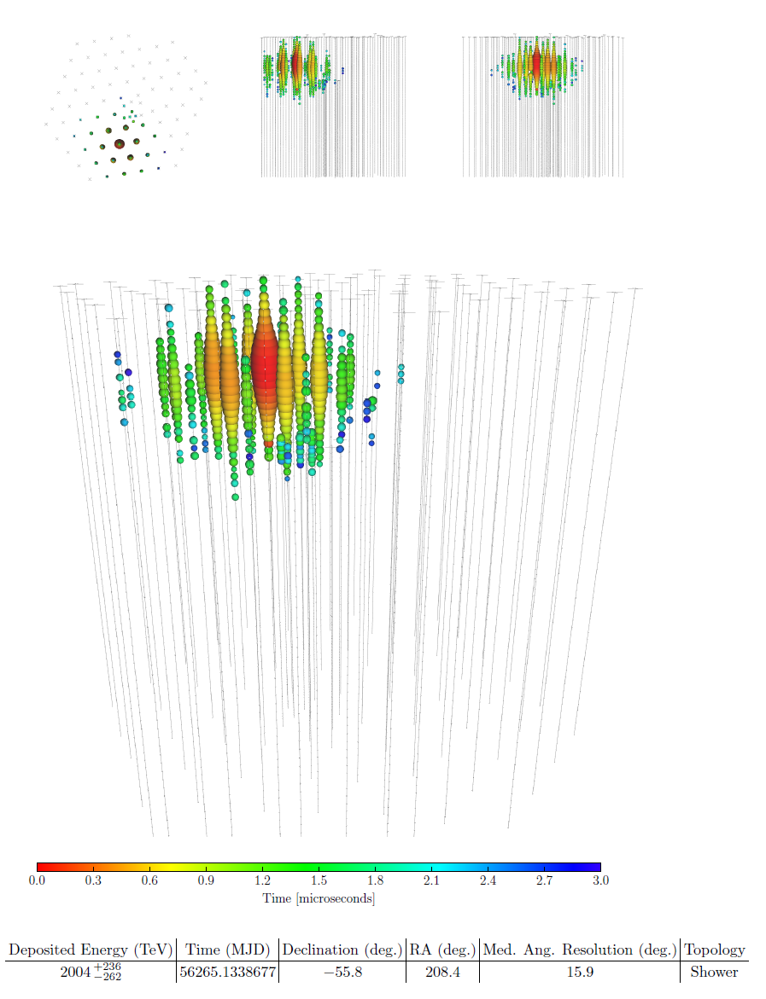 0.0 0.3 0.6 0.9 1.2 1.5 1.8 2.1 2.4 2.7 3.0
Time [microseconds]
Deposited Energy (TeV) Time (MJD) Declination (deg.) RA (deg.) Med. Ang. Resolution (deg.) Topology
2004 +236 −262 56265.1338677 −55.8 208.4 15.9 Shower